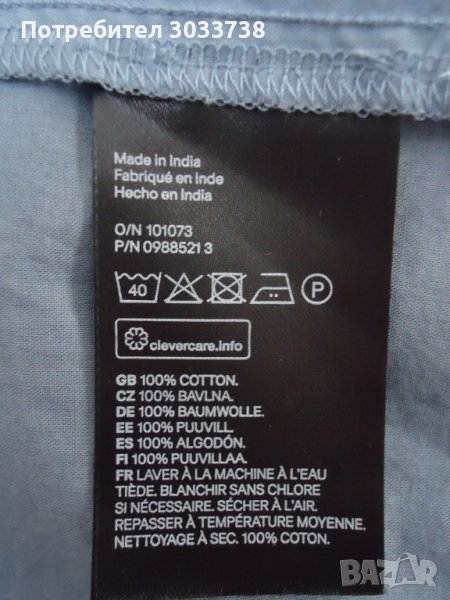 Потребител 3033738
Made in India
Fabriqué en Inde
Hecho en India
O/N 101073
P/N 0988521 3
40
P
clevercare.info
GB 100% COTTON.
CZ 100% BAVLNA.
DE 100% BAUMWOLLE.
EE 100% PUUVILL.
ES 100% ALGODÓN.
FI 100% PUUVILLAA.
FR LAVER À LA MACHINE À L'EAU
TIÈDE. BLANCHIR SANS CHLORE
SI NÉCESSAIRE. SÉCHER À L'AIR.
REPASSER À TEMPÉRATURE MOYENNE.
NETTOYAGE À SEC. 100% COTON.
BAZAR